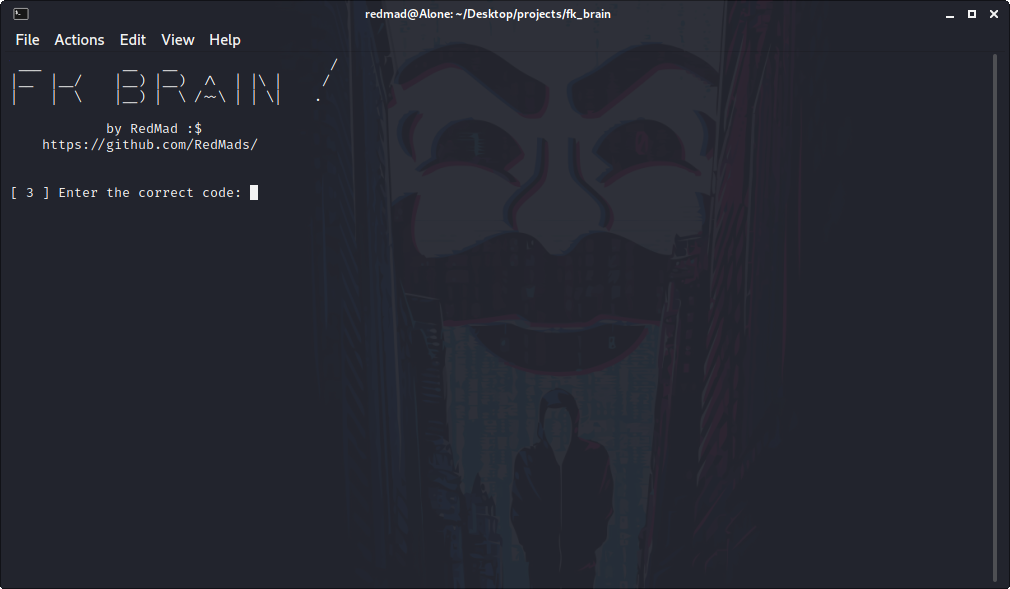 redmad@Alone: ~/Desktop/projects/fk_brain
File Actions Edit View Help
FK BRAIN !
by RedMad :$
https://github.com/RedMads/
[ 3 ] Enter the correct code: